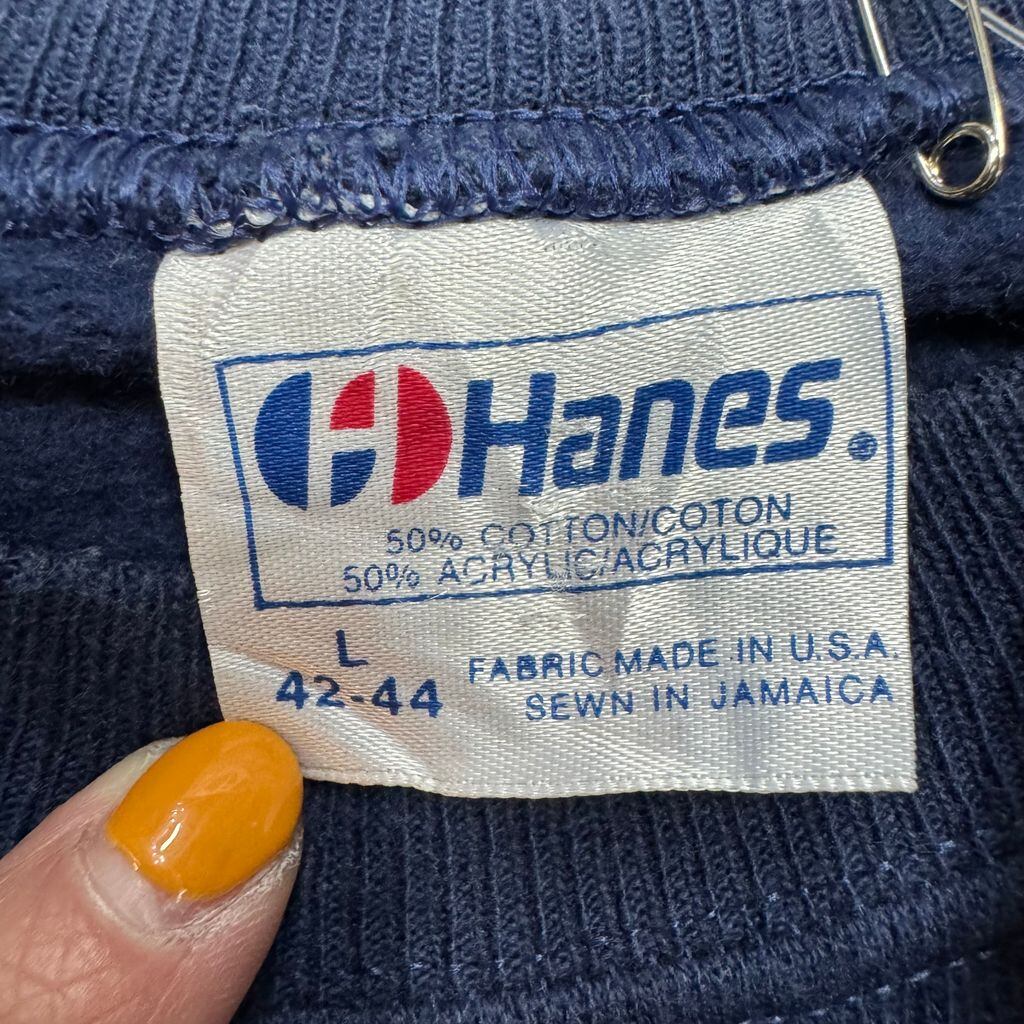 H Hanes®
50% COTTON/COTON
50% ACRYLIC/ACRYLIQUE
L
42-44
FABRIC MADE IN U.S.A.
SEWN IN JAMAICA